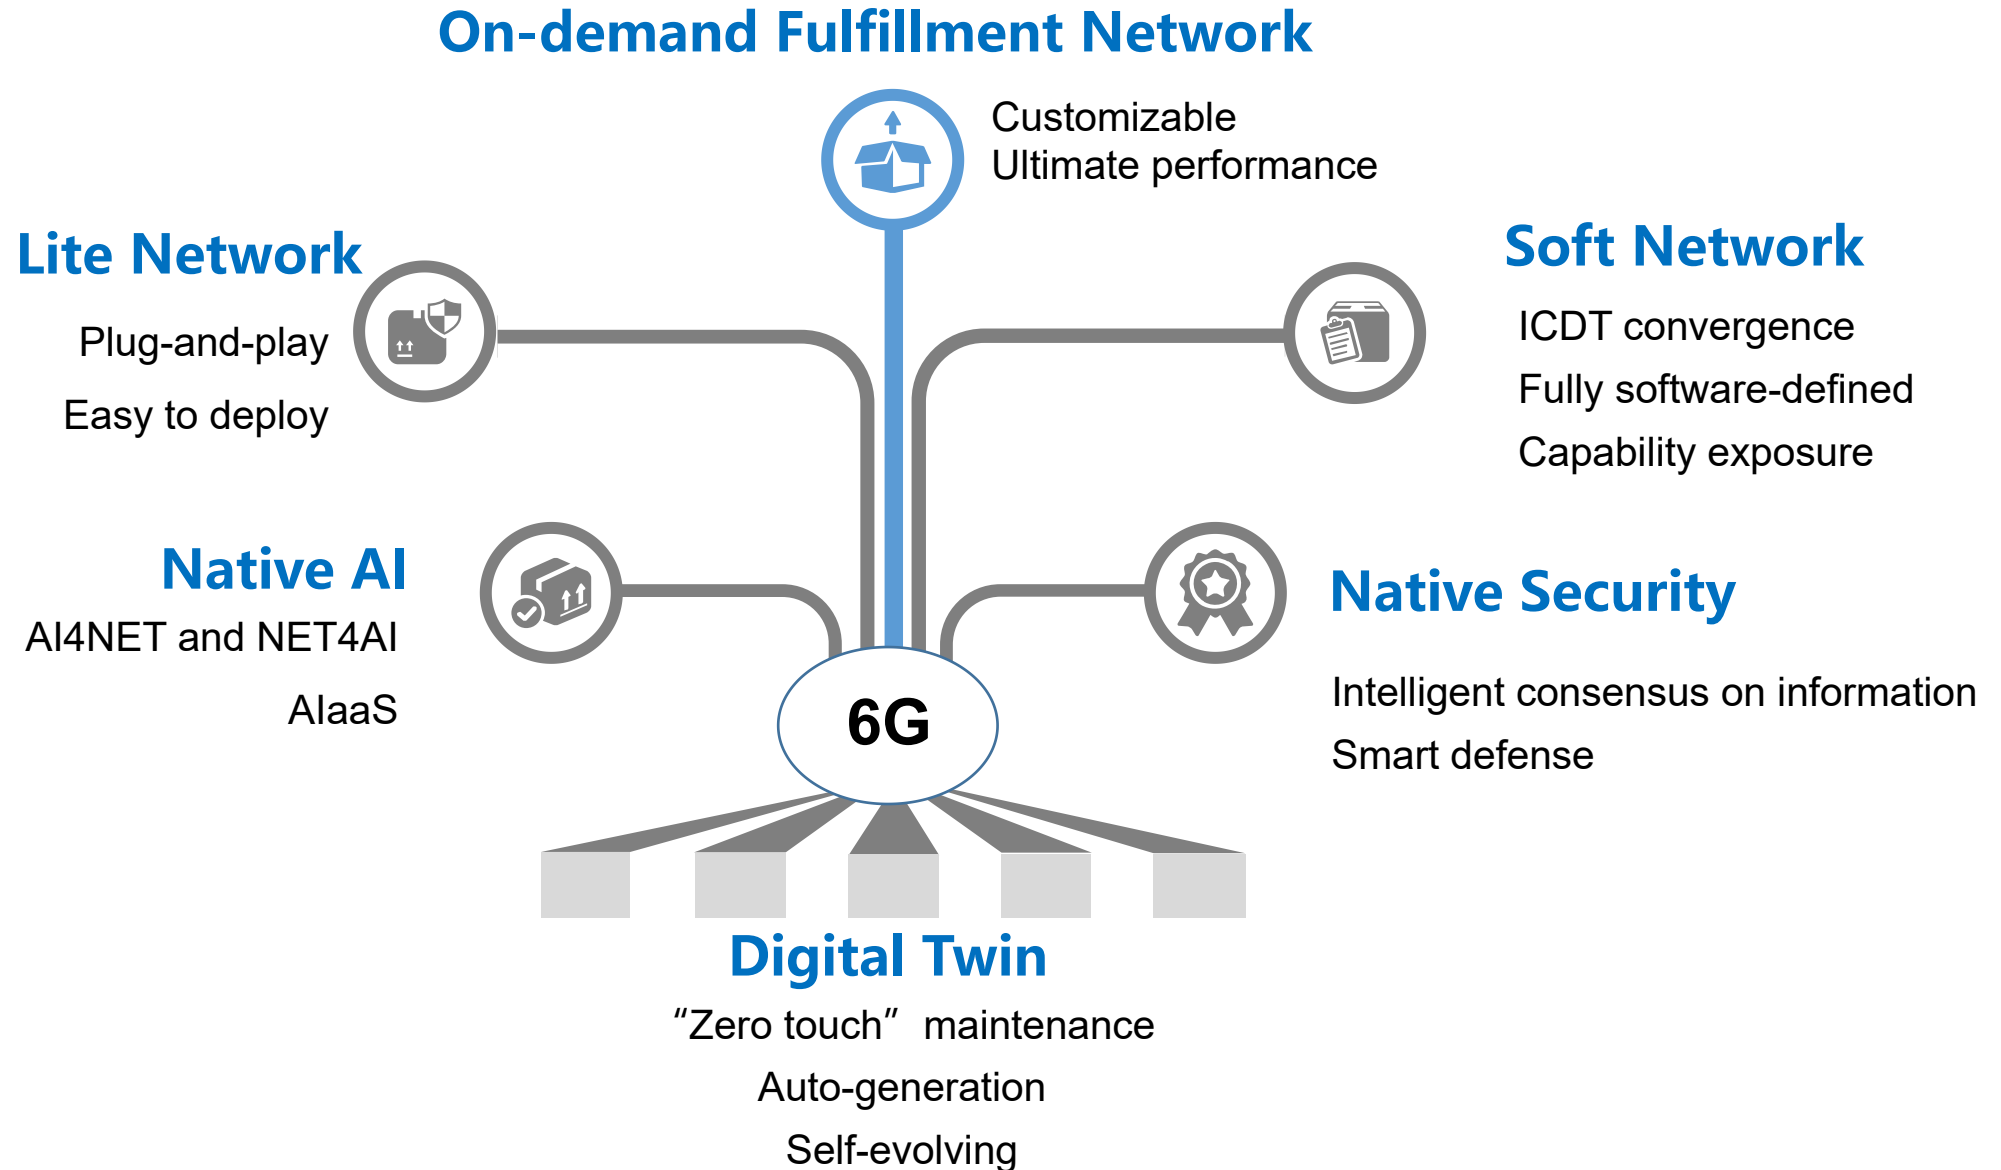 On-demand Fulfillment Network
Customizable
Ultimate performance
Lite Network
Plug-and-play
Easy to deploy
Soft Network
ICDT convergence
Fully software-defined
Capability exposure
Native AI
AI4NET and NET4AI
AIaaS
Native Security
Intelligent consensus on information
Smart defense
6G
Digital Twin
“Zero touch” maintenance
Auto-generation
Self-evolving